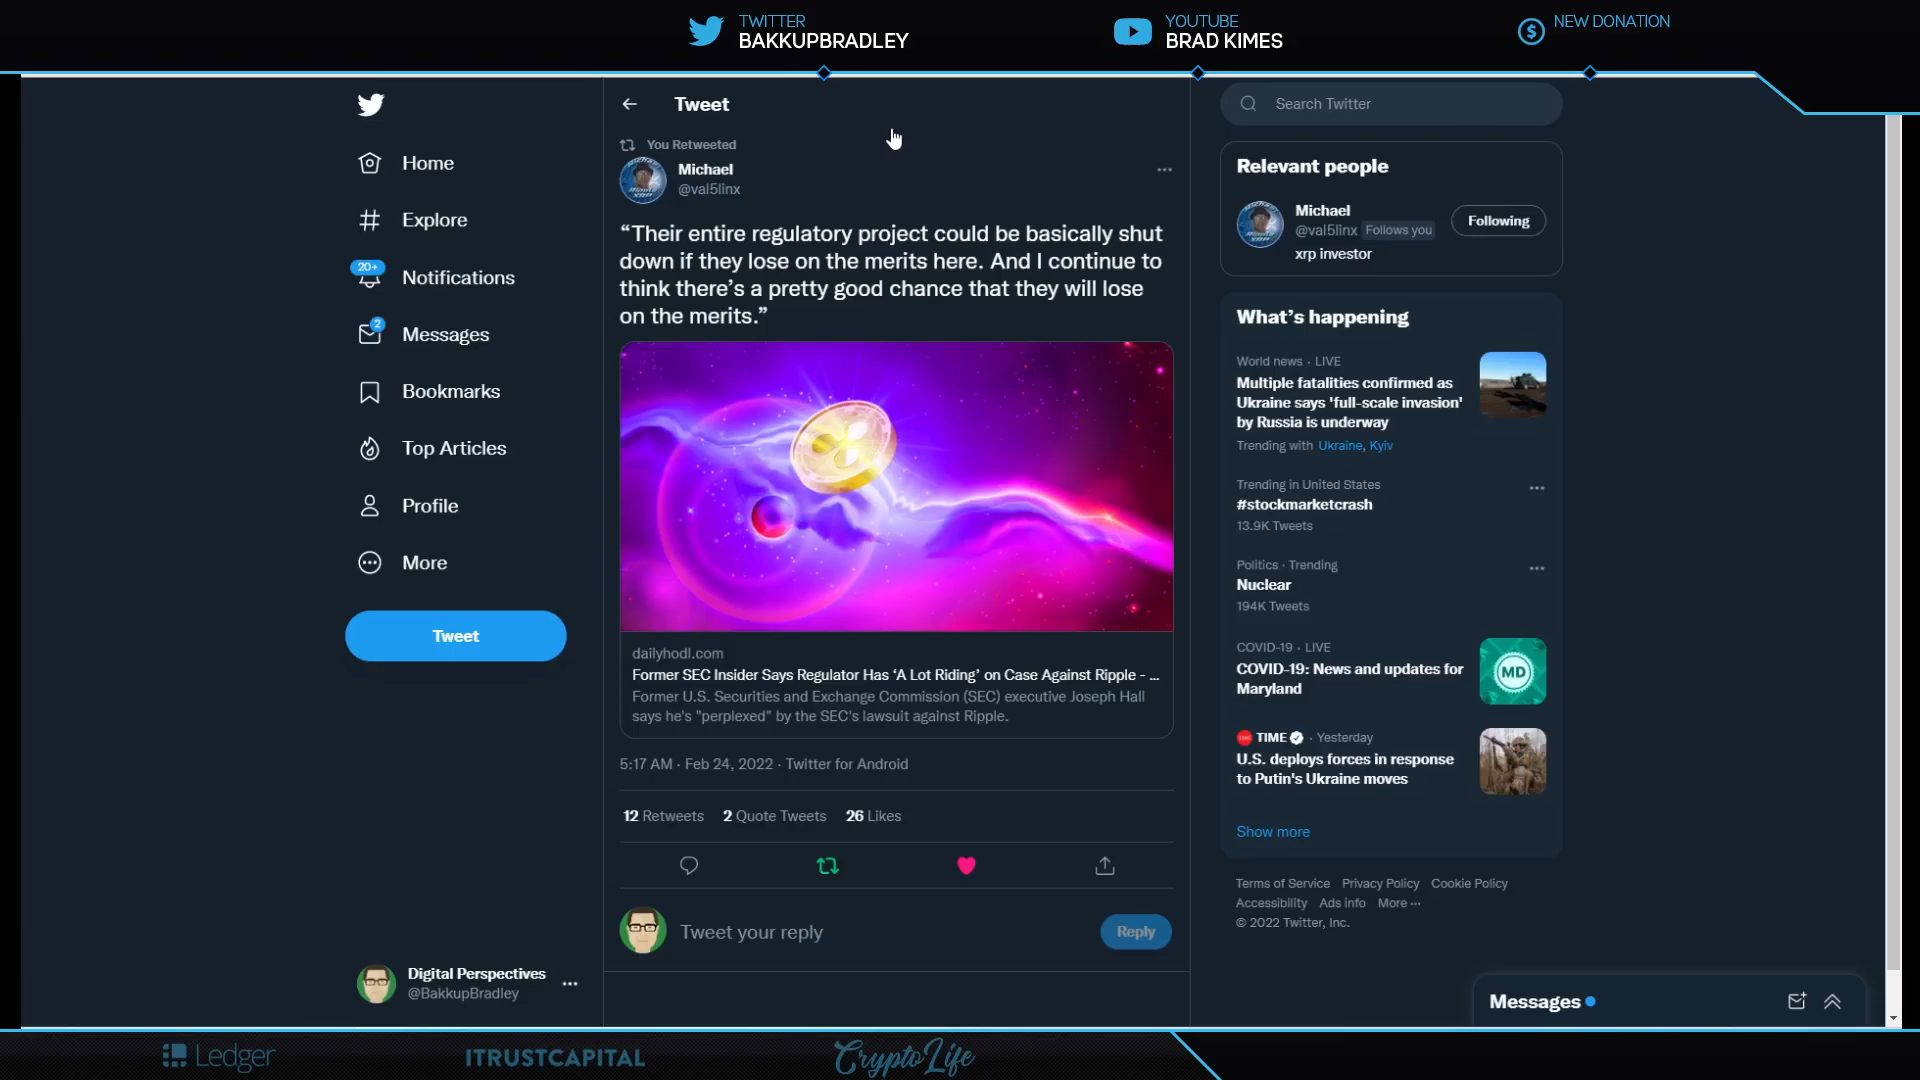 TWITTER
BAKKUPBRADLEY
YOUTUBE
BRAD KIMES
NEW DONATION
Home
Explore
20+
Notifications
2
Messages
Bookmarks
Top Articles
Profile
More
Tweet
Digital Perspectives
@BakkupBradley
Tweet
You Retweeted
Michael
@val5linx
“Their entire regulatory project could be basically shut
down if they lose on the merits here. And I continue to
think there’s a pretty good chance that they will lose
on the merits.”
dailyhodl.com
Former SEC Insider Says Regulator Has ‘A Lot Riding’ on Case Against Ripple - ...
Former U.S. Securities and Exchange Commission (SEC) executive Joseph Hall
says he's "perplexed" by the SEC's lawsuit against Ripple.
5:17 AM · Feb 24, 2022 · Twitter for Android
12 Retweets 2 Quote Tweets 26 Likes
Tweet your reply
Reply
Search Twitter
Relevant people
Michael
@val5linx Follows you
Following
xrp investor
What’s happening
World news · LIVE
Multiple fatalities confirmed as
Ukraine says 'full-scale invasion'
by Russia is underway
Trending with Ukraine, Kyiv
Trending in United States
#stockmarketcrash
13.9K Tweets
Politics · Trending
Nuclear
194K Tweets
COVID-19 · LIVE
COVID-19: News and updates for
Maryland
MD
TIME · Yesterday
U.S. deploys forces in response
to Putin's Ukraine moves
Show more
Terms of Service Privacy Policy Cookie Policy
Accessibility Ads info More ···
© 2022 Twitter, Inc.
Messages
Ledger
ITRUSTCAPITAL
CryptoLife